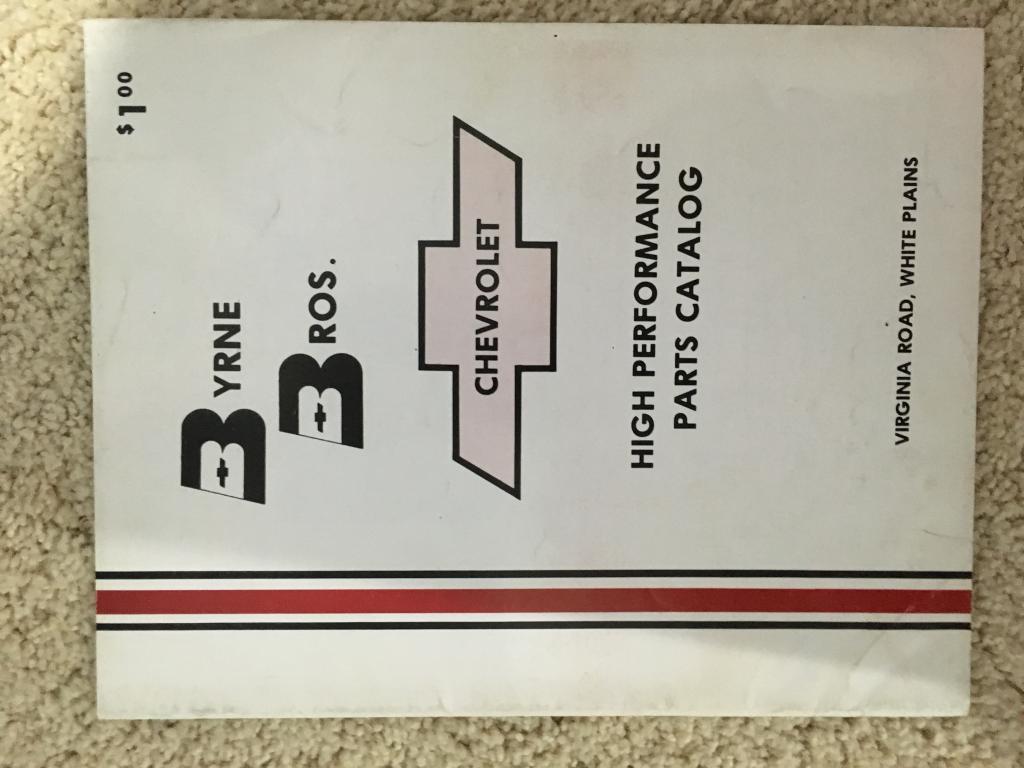 $1.00
BYRNE
BROS.
CHEVROLET
HIGH PERFORMANCE
PARTS CATALOG
VIRGINIA ROAD, WHITE PLAINS